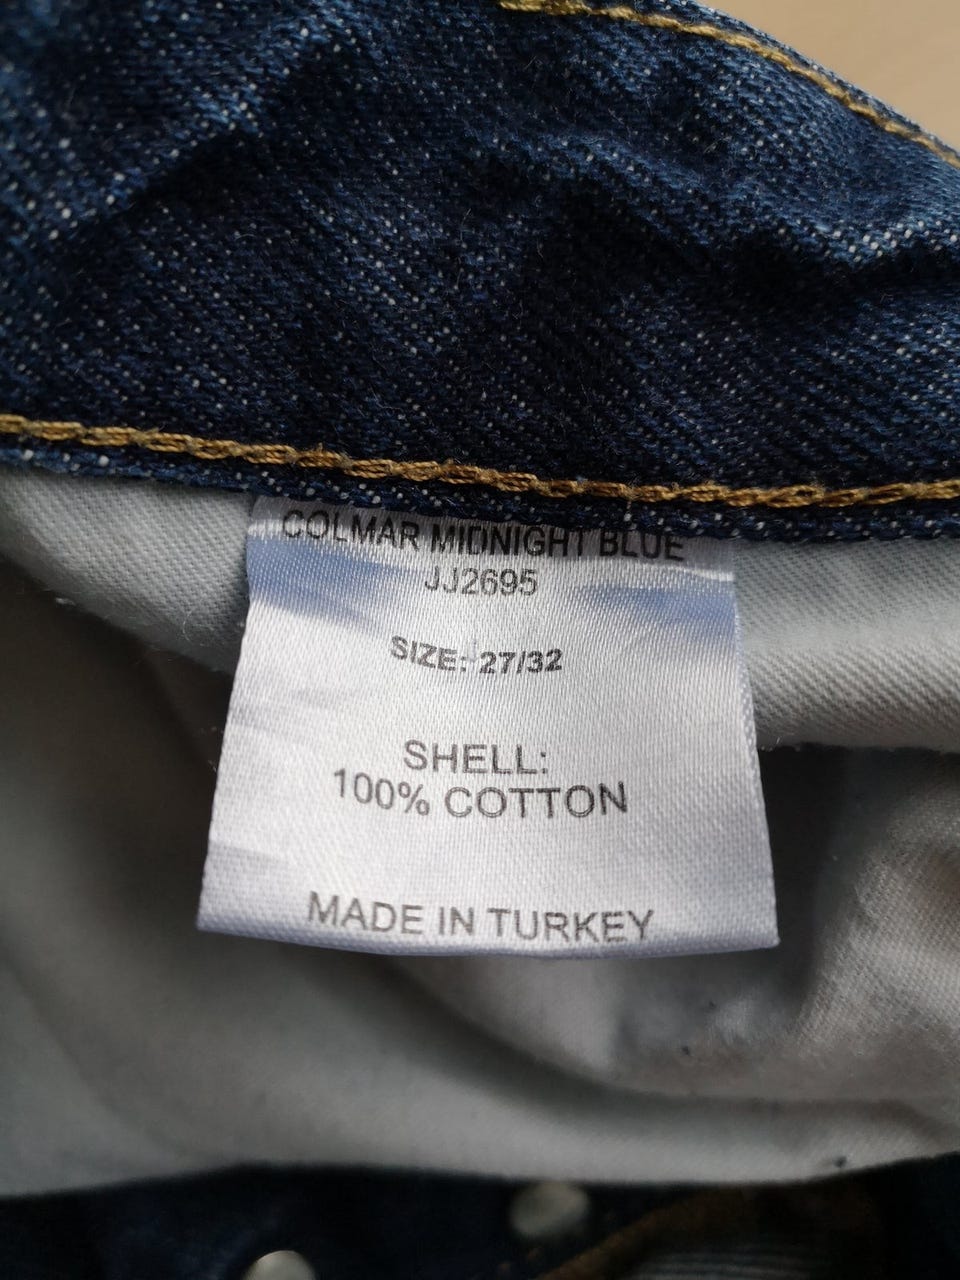 COLMAR MIDNIGHT BLUE
JJ2695
SIZE: 27/32
SHELL:
100% COTTON
MADE IN TURKEY